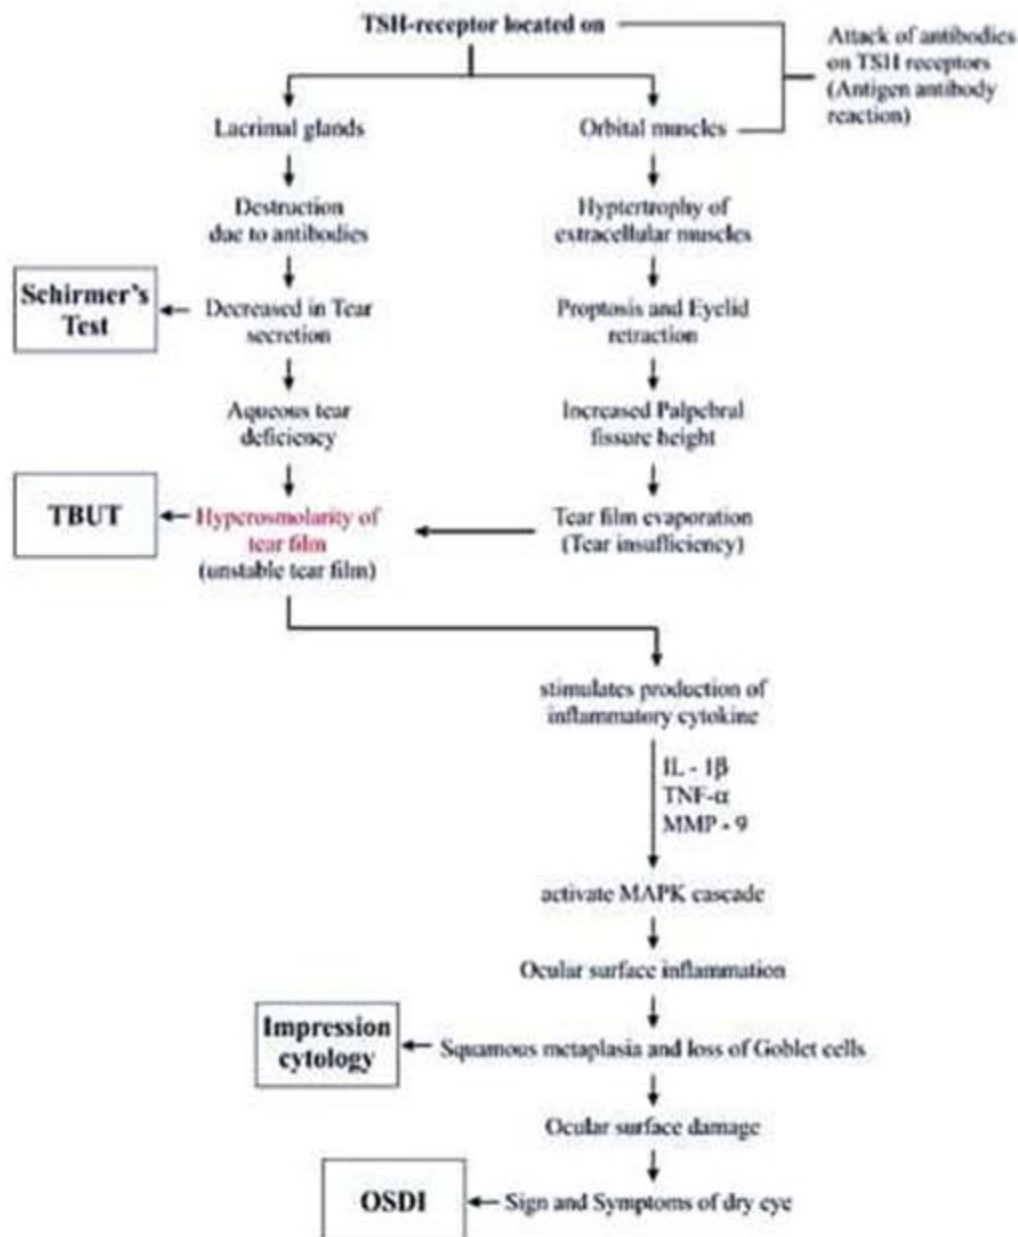 TSH-receptor located on
Attack of antibodies
on TSH receptors
(Antigen antibody
reaction)
Lacrimal glands
Orbital muscles
Destruction
due to antibodies
Hyptertrophy of
extracellular muscles
Schirmer's
Test
Decreased in Tear
secretion
Proptosis and Eyelid
retraction
Aqueous tear
deficiency
Increased Palpebral
fissure height
TBUT
Hyperosmolarity of
tear film
(unstable tear film)
Tear film evaporation
(Tear insufficiency)
stimulates production of
inflammatory cytokine
IL - 1β
TNF-α
MMP - 9
activate MAPK cascade
Ocular surface inflammation
Impression
cytology
Squamous metaplasia and loss of Goblet cells
Ocular surface damage
OSDI
Sign and Symptoms of dry eye